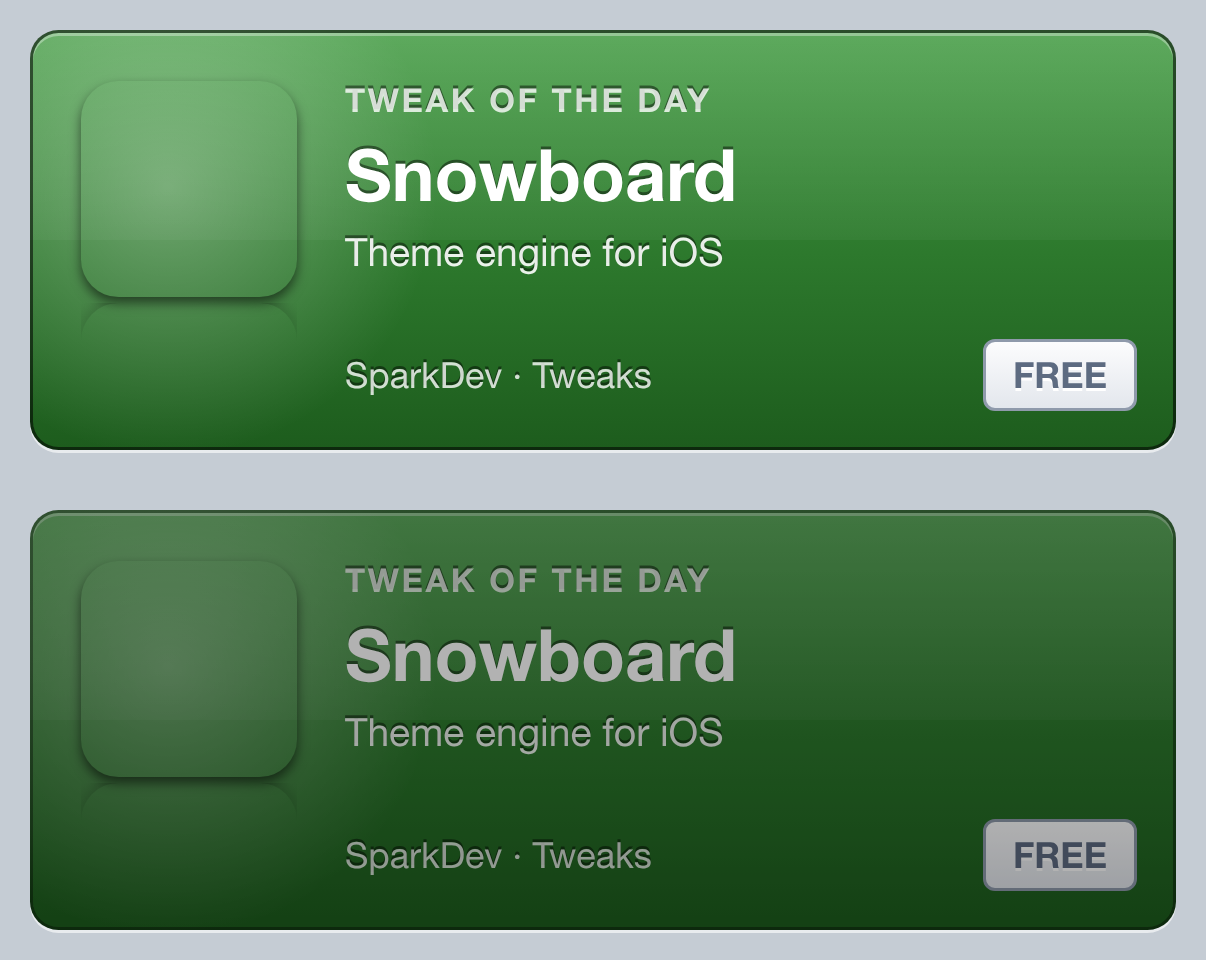 TWEAK OF THE DAY
Snowboard
Theme engine for iOS
SparkDev · Tweaks
FREE
TWEAK OF THE DAY
Snowboard
Theme engine for iOS
SparkDev · Tweaks
FREE